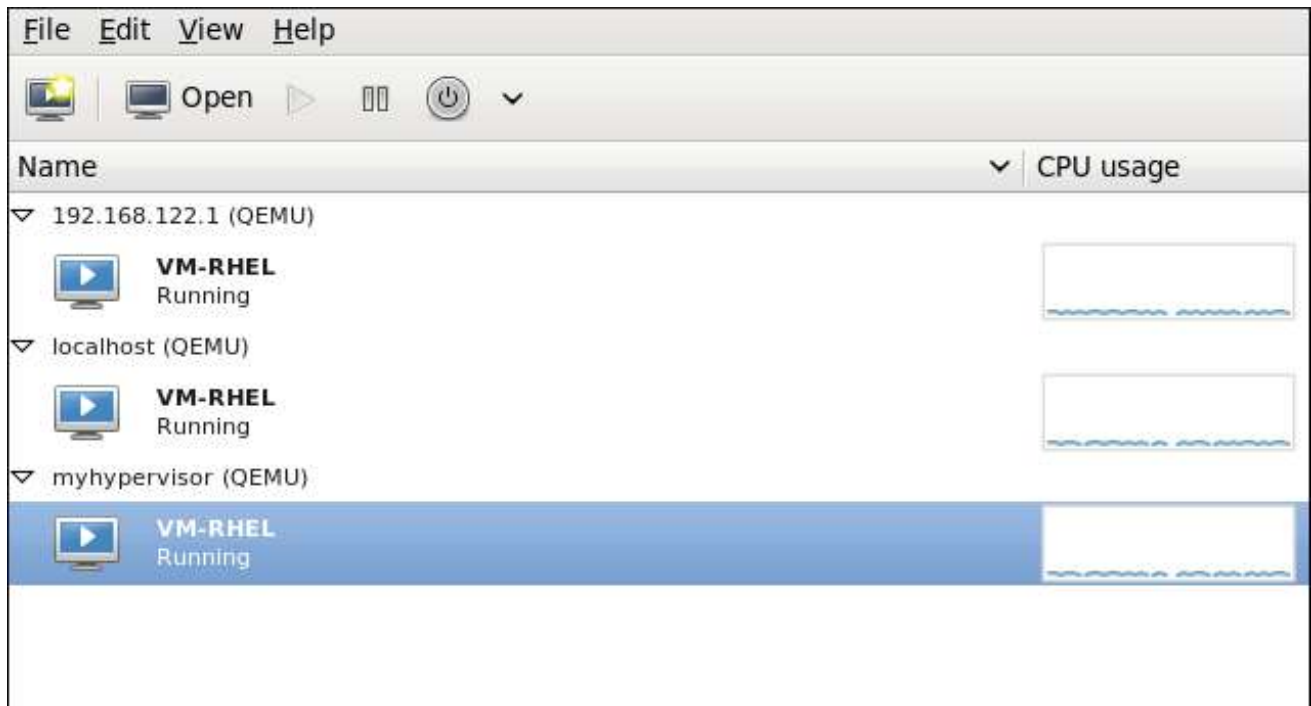 File Edit View Help
Open
Name CPU usage
192.168.122.1 (QEMU)
VM-RHEL
Running
localhost (QEMU)
VM-RHEL
Running
myhypervisor (QEMU)
VM-RHEL
Running